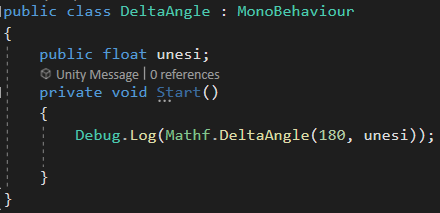 public class DeltaAngle : MonoBehaviour
{
public float unesi;
Unity Message | 0 references
private void Start()
{
Debug.Log(Mathf.DeltaAngle(180, unesi));
}
}